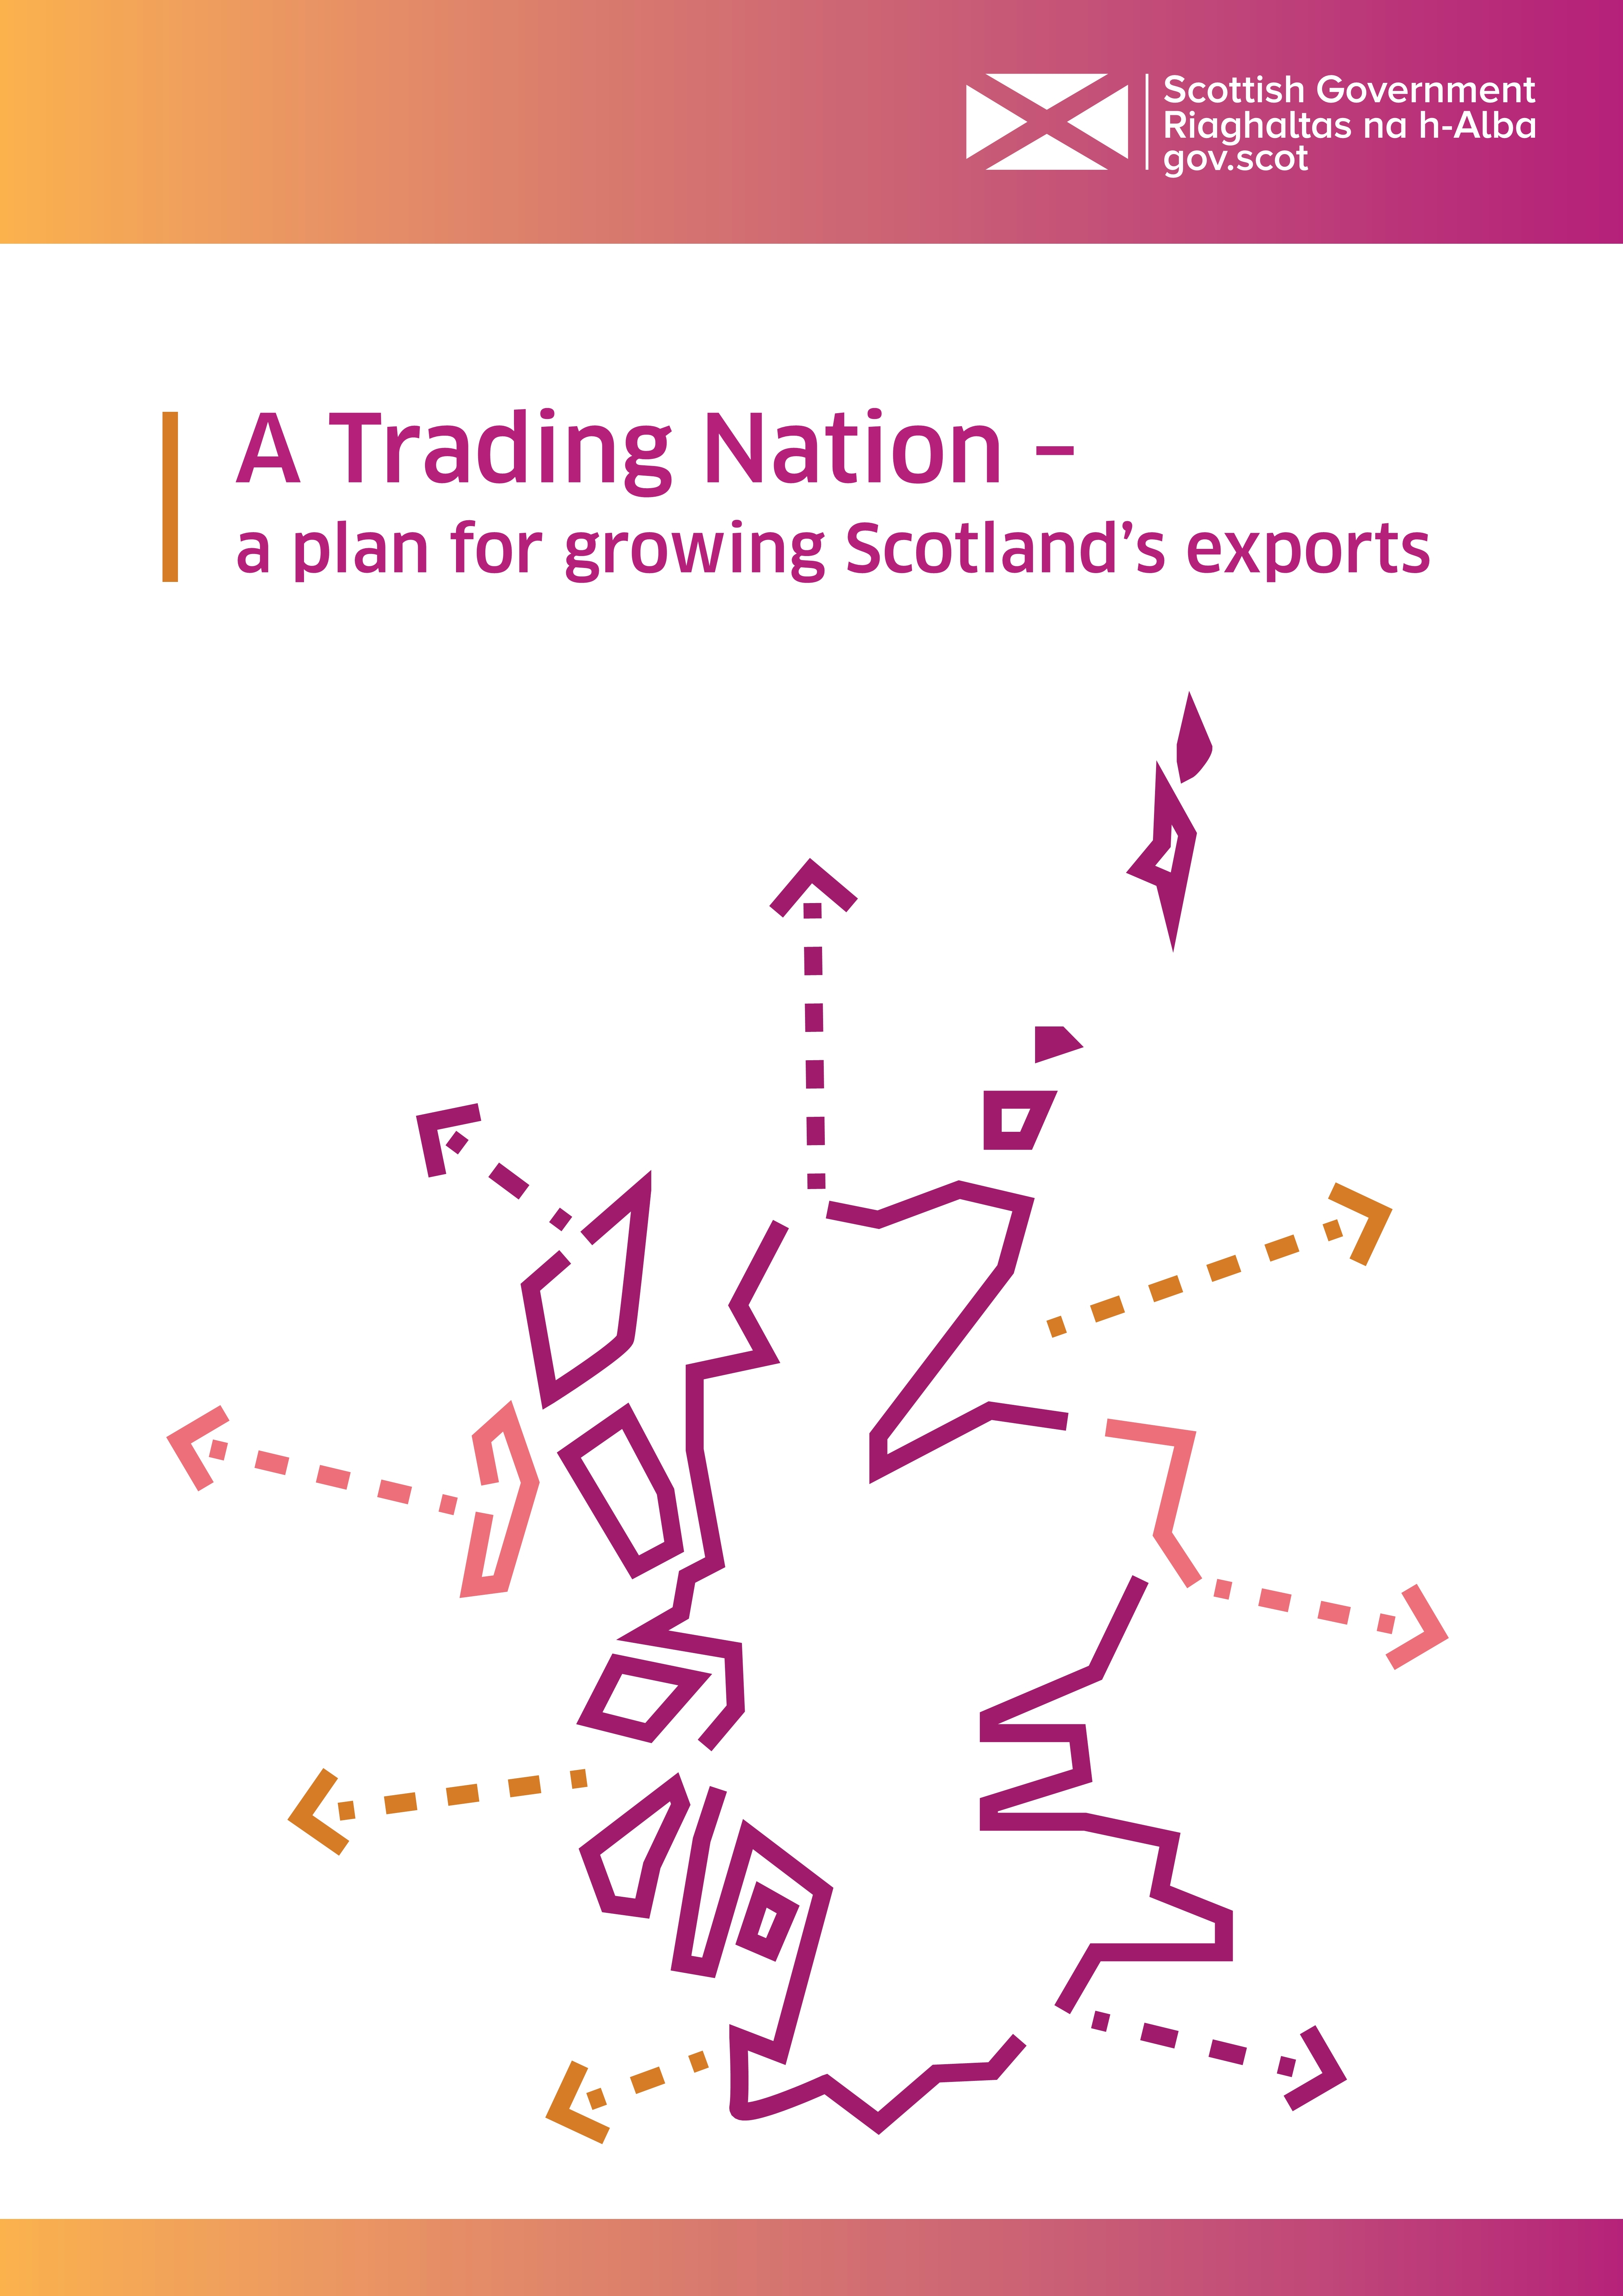 Scottish Government
Riaghaltas na h-Alba
gov.scot
A Trading Nation –
a plan for growing Scotland’s exports